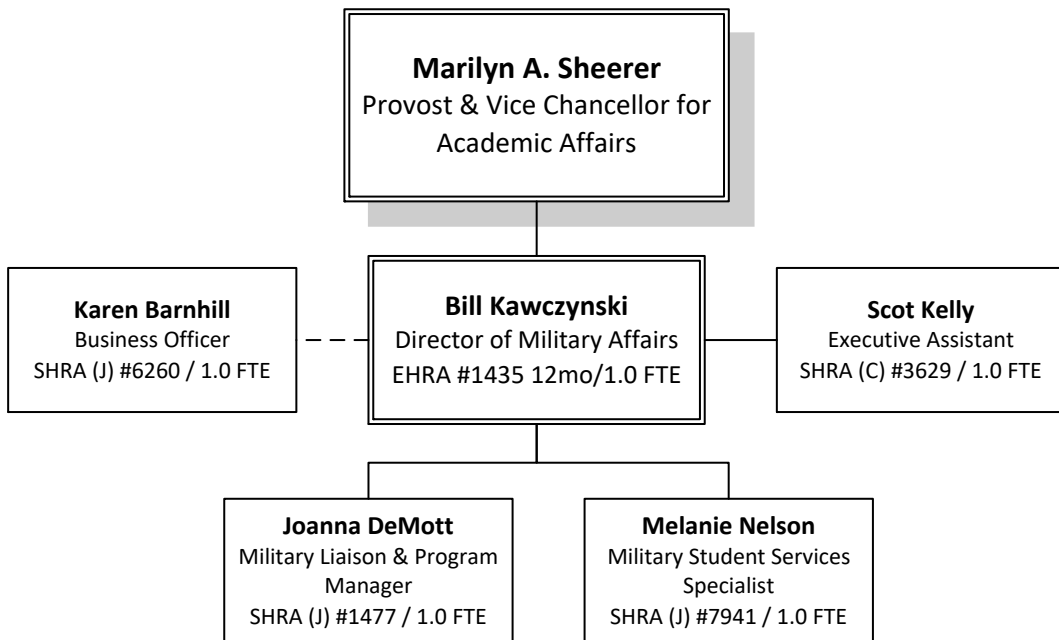 Marilyn A. Sheerer
Provost & Vice Chancellor for
Academic Affairs
Karen Barnhill
Business Officer
SHRA (J) #6260 / 1.0 FTE
Bill Kawczynski
Director of Military Affairs
EHRA #1435 12mo/1.0 FTE
Scot Kelly
Executive Assistant
SHRA (C) #3629 / 1.0 FTE
Joanna DeMott
Military Liaison & Program
Manager
SHRA (J) #1477 / 1.0 FTE
Melanie Nelson
Military Student Services
Specialist
SHRA (J) #7941 / 1.0 FTE